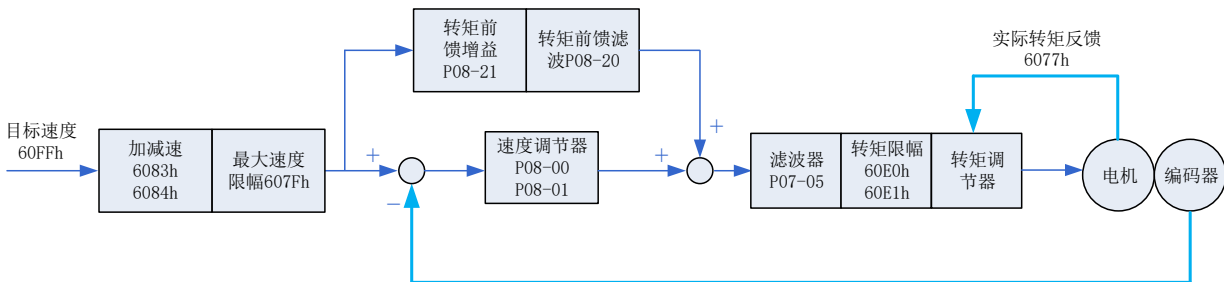 转矩前
馈增益
P08-21
转矩前馈滤
波P08-20
实际转矩反馈
6077h
目标速度
60FFh
加减速
6083h
6084h
最大速度
限幅607Fh
+
−
速度调节器
P08-00
P08-01
+
+
滤波器
P07-05
转矩限幅
60E0h
60E1h
转矩调
节器
电机
编码器